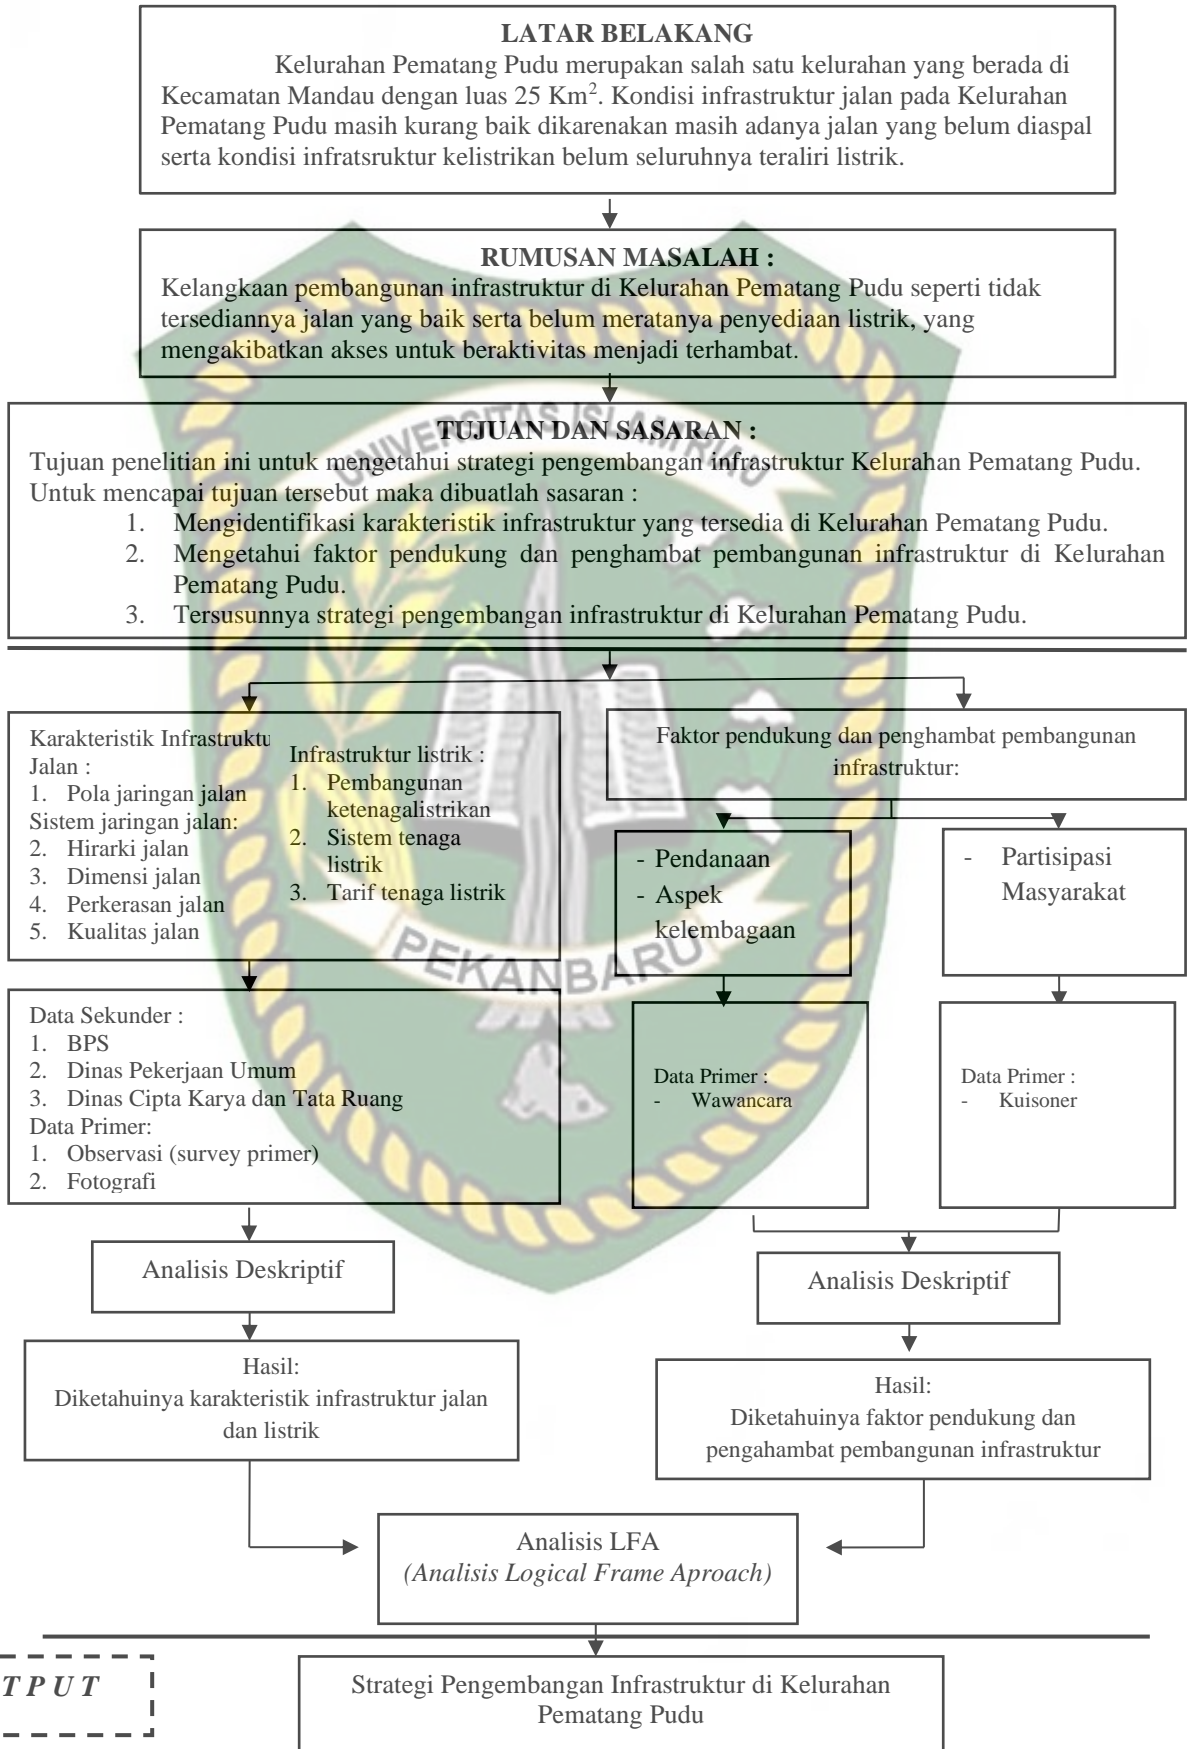 LATAR BELAKANG
Kelurahan Pematang Pudu merupakan salah satu kelurahan yang berada di
Kecamatan Mandau dengan luas 25 Km². Kondisi infrastruktur jalan pada Kelurahan
Pematang Pudu masih kurang baik dikarenakan masih adanya jalan yang belum diaspal
serta kondisi infratsruktur kelistrikan belum seluruhnya teraliri listrik.
RUMUSAN MASALAH :
Kelangkaan pembangunan infrastruktur di Kelurahan Pematang Pudu seperti tidak
tersediannya jalan yang baik serta belum meratanya penyediaan listrik, yang
mengakibatkan akses untuk beraktivitas menjadi terhambat.
UNIVERSITAS ISLAM RIAU
TUJUAN DAN SASARAN :
Tujuan penelitian ini untuk mengetahui strategi pengembangan infrastruktur Kelurahan Pematang Pudu.
Untuk mencapai tujuan tersebut maka dibuatlah sasaran :
1. Mengidentifikasi karakteristik infrastruktur yang tersedia di Kelurahan Pematang Pudu.
2. Mengetahui faktor pendukung dan penghambat pembangunan infrastruktur di Kelurahan
Pematang Pudu.
3. Tersusunnya strategi pengembangan infrastruktur di Kelurahan Pematang Pudu.
Karakteristik Infrastruktu
Jalan :
1. Pola jaringan jalan
Sistem jaringan jalan:
2. Hirarki jalan
3. Dimensi jalan
4. Perkerasan jalan
5. Kualitas jalan
Infrastruktur listrik :
1. Pembangunan
ketenagalistrikan
2. Sistem tenaga
listrik
3. Tarif tenaga listrik
Faktor pendukung dan penghambat pembangunan
infrastruktur:
- Pendanaan
- Aspek
kelembagaan
- Partisipasi
Masyarakat
PEKANBARU
Data Sekunder :
1. BPS
2. Dinas Pekerjaan Umum
3. Dinas Cipta Karya dan Tata Ruang
Data Primer:
1. Observasi (survey primer)
2. Fotografi
Data Primer :
- Wawancara
Data Primer :
- Kuisoner
Analisis Deskriptif
Analisis Deskriptif
Hasil:
Diketahuinya karakteristik infrastruktur jalan
dan listrik
Hasil:
Diketahuinya faktor pendukung dan
pengahambat pembangunan infrastruktur
Analisis LFA
(Analisis Logical Frame Aproach)
T P U T
Strategi Pengembangan Infrastruktur di Kelurahan
Pematang Pudu